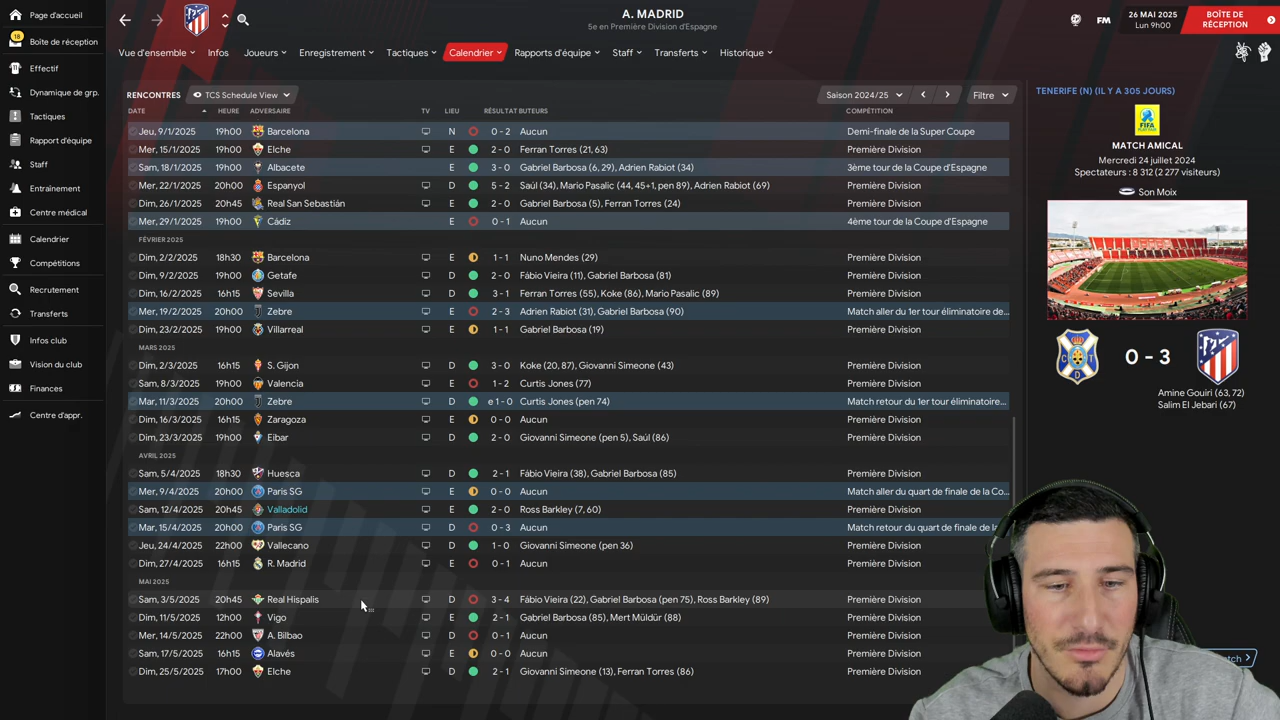 Page d'accueil
18
Boîte de réception
Effectif
Dynamique de grp.
Tactiques
Rapport d'équipe
Staff
Entrainement
Centre médical
Calendrier
Compétitions
Recrutement
Transferts
Infos club
Vision du club
Finances
Centre d'appr.
A. MADRID
5e en Première Division d'Espagne
FM
26 MAI 2025
Lun 9h00
BOÎTE DE
RÉCEPTION
Vue d'ensemble Infos Joueurs Enregistrement Tactiques Calendrier Rapports d'équipe Staff Transferts Historique
RENCONTRES TCS Schedule View Saison 2024/25 Filtre
DATE HEURE ADVERSAIRE TV LIEU RÉSULTAT BUTEURS COMPÉTITION
Jeu, 9/1/2025 19h00 Barcelona N 0 - 2 Aucun Demi-finale de la Super Coupe
Mer, 15/1/2025 19h00 Elche E 2 - 0 Ferran Torres (21, 63) Première Division
Sam, 18/1/2025 19h00 Albacete E 3 - 0 Gabriel Barbosa (6, 29), Adrien Rabiot (34) 3ème tour de la Coupe d'Espagne
Mer, 22/1/2025 20h00 Espanyol D 5 - 2 Saúl (34), Mario Pasalic (44, 45+1, pen 89), Adrien Rabiot (69) Première Division
Dim, 26/1/2025 20h45 Real San Sebastián E 2 - 0 Gabriel Barbosa (5), Ferran Torres (24) Première Division
Mer, 29/1/2025 19h00 Cádiz E 0 - 1 Aucun 4ème tour de la Coupe d'Espagne
FÉVRIER 2025
Dim, 2/2/2025 18h30 Barcelona E 1 - 1 Nuno Mendes (29) Première Division
Dim, 9/2/2025 19h00 Getafe D 2 - 0 Fábio Vieira (11), Gabriel Barbosa (81) Première Division
Dim, 16/2/2025 16h15 Sevilla D 3 - 1 Ferran Torres (55), Koke (86), Mario Pasalic (89) Première Division
Mer, 19/2/2025 20h00 Zebre E 2 - 3 Adrien Rabiot (31), Gabriel Barbosa (90) Match aller du 1er tour éliminatoire de...
Dim, 23/2/2025 19h00 Villarreal E 1 - 1 Gabriel Barbosa (19) Première Division
MARS 2025
Dim, 2/3/2025 16h15 S. Gijon D 3 - 0 Koke (20, 87), Giovanni Simeone (43) Première Division
Sam, 8/3/2025 19h00 Valencia E 1 - 2 Curtis Jones (77) Première Division
Mar, 11/3/2025 20h00 Zebre D e 1 - 0 Curtis Jones (pen 74) Match retour du 1er tour éliminatoire...
Dim, 16/3/2025 16h15 Zaragoza E 0 - 0 Aucun Première Division
Dim, 23/3/2025 19h00 Eibar D 2 - 0 Giovanni Simeone (pen 5), Saúl (86) Première Division
AVRIL 2025
Sam, 5/4/2025 18h30 Huesca D 2 - 1 Fábio Vieira (38), Gabriel Barbosa (85) Première Division
Mer, 9/4/2025 20h00 Paris SG E 0 - 0 Aucun Match aller du quart de finale de la Co...
Sam, 12/4/2025 20h45 Valladolid E 2 - 0 Ross Barkley (7, 60) Première Division
Mar, 15/4/2025 20h00 Paris SG D 0 - 3 Aucun Match retour du quart de finale de la
Jeu, 24/4/2025 22h00 Vallecano D 1 - 0 Giovanni Simeone (pen 36) Première Division
Dim, 27/4/2025 16h15 R. Madrid E 0 - 1 Aucun Première Division
MAI 2025
Sam, 3/5/2025 20h45 Real Hispalis D 3 - 4 Fábio Vieira (22), Gabriel Barbosa (pen 75), Ross Barkley (89) Première Division
Dim, 11/5/2025 12h00 Vigo E 2 - 1 Gabriel Barbosa (85), Mert Müldür (88) Première Division
Mer, 14/5/2025 22h00 A. Bilbao D 0 - 1 Aucun Première Division
Sam, 17/5/2025 16h15 Alavés E 0 - 0 Aucun Première Division
Dim, 25/5/2025 17h00 Elche D 2 - 1 Giovanni Simeone (13), Ferran Torres (86) Première Division
TENERIFE (N) (IL Y A 305 JOURS)
FIFA
MATCH AMICAL
Mercredi 24 juillet 2024
Spectateurs : 8 312 (2 277 visiteurs)
Son Moix
0 - 3
Amine Gouiri (63, 72)
Salim El Jebari (67)